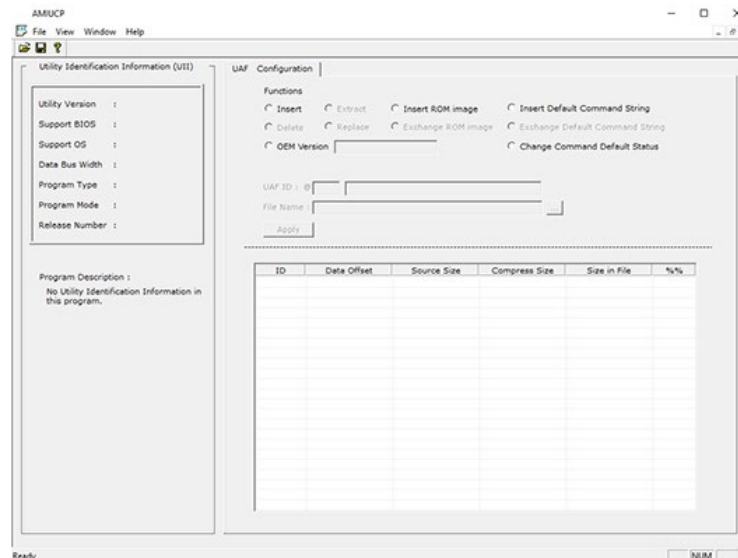 AMIUCP
File View Window Help
Utility Identification Information (UII)
Utility Version :
Support BIOS :
Support OS :
Data Bus Width :
Program Type :
Program Mode :
Release Number :
Program Description :
No Utility Identification Information in
this program.
UAF Configuration
Functions
Insert Extract Insert ROM image Insert Default Command String
Delete Replace Exchange ROM image Exchange Default Command String
OEM Version Change Command Default Status
UAF ID : @
File Name : ...
Apply
ID Data Offset Source Size Compress Size Size in File %%
Ready NUM